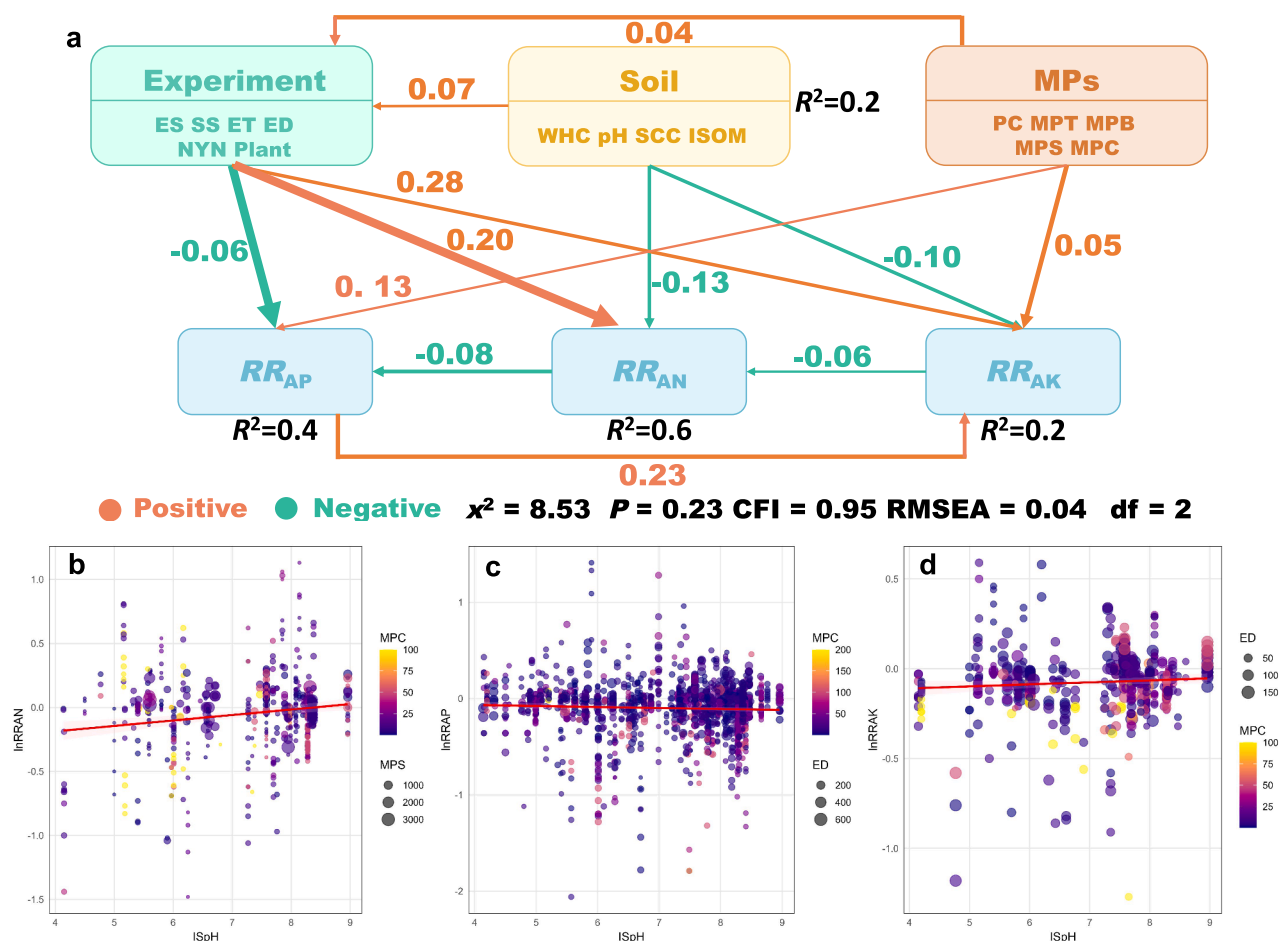 a
0.04
Experiment
ES SS ET ED
NYN Plant
0.07
Soil
WHC pH SCC ISOM
R²=0.2
MPs
PC MPT MPB
MPS MPC
-0.06
0.20
0.28
0. 13
-0.13
-0.10
0.05
RR_AP
-0.08
RR_AN
-0.06
RR_AK
R²=0.4
R²=0.6
R²=0.2
0.23
Positive Negative x² = 8.53 P = 0.23 CFI = 0.95 RMSEA = 0.04 df = 2
b
lnRRAN
1.0
0.5
0.0
-0.5
-1.0
-1.5
4 5 6 7 8 9
ISpH
MPC
100
75
50
25
MPS
1000
2000
3000
c
lnRRAP
1
0
-1
-2
4 5 6 7 8 9
ISpH
MPC
200
150
100
50
ED
200
400
600
d
lnRRAK
0.5
0.0
-0.5
-1.0
4 5 6 7 8 9
ISpH
ED
50
100
150
MPC
100
75
50
25